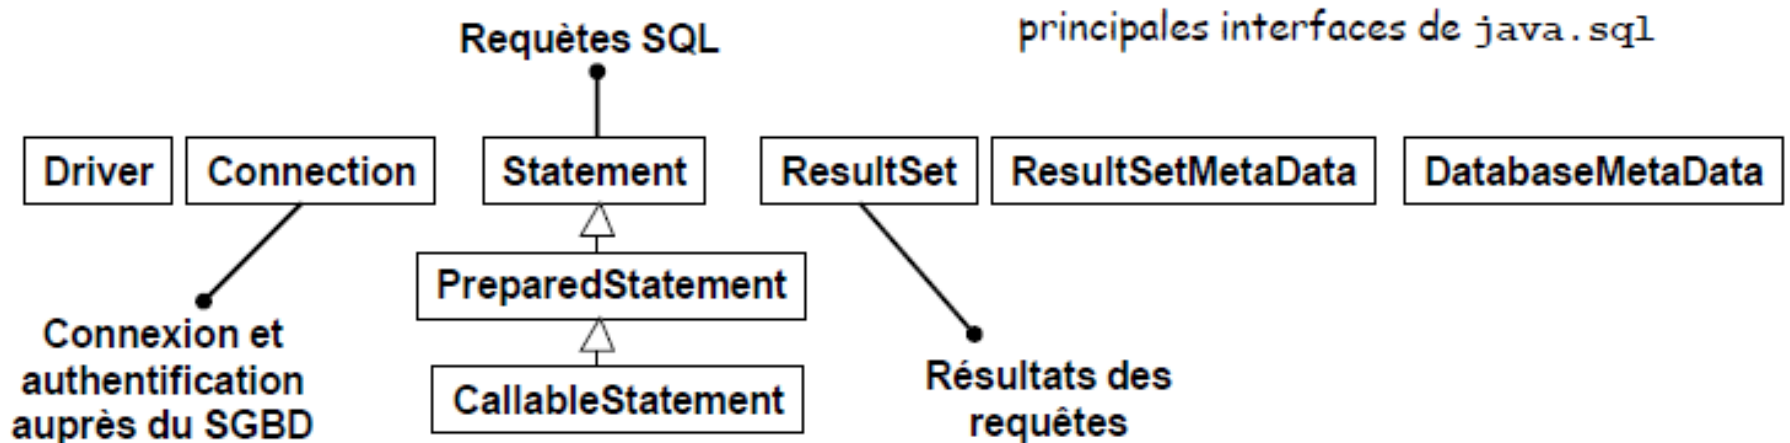 principales interfaces de java.sql
Requètes SQL
Driver
Connection
Statement
ResultSet
ResultSetMetaData
DatabaseMetaData
PreparedStatement
CallableStatement
Connexion et
authentification
auprès du SGBD
Résultats des
requêtes